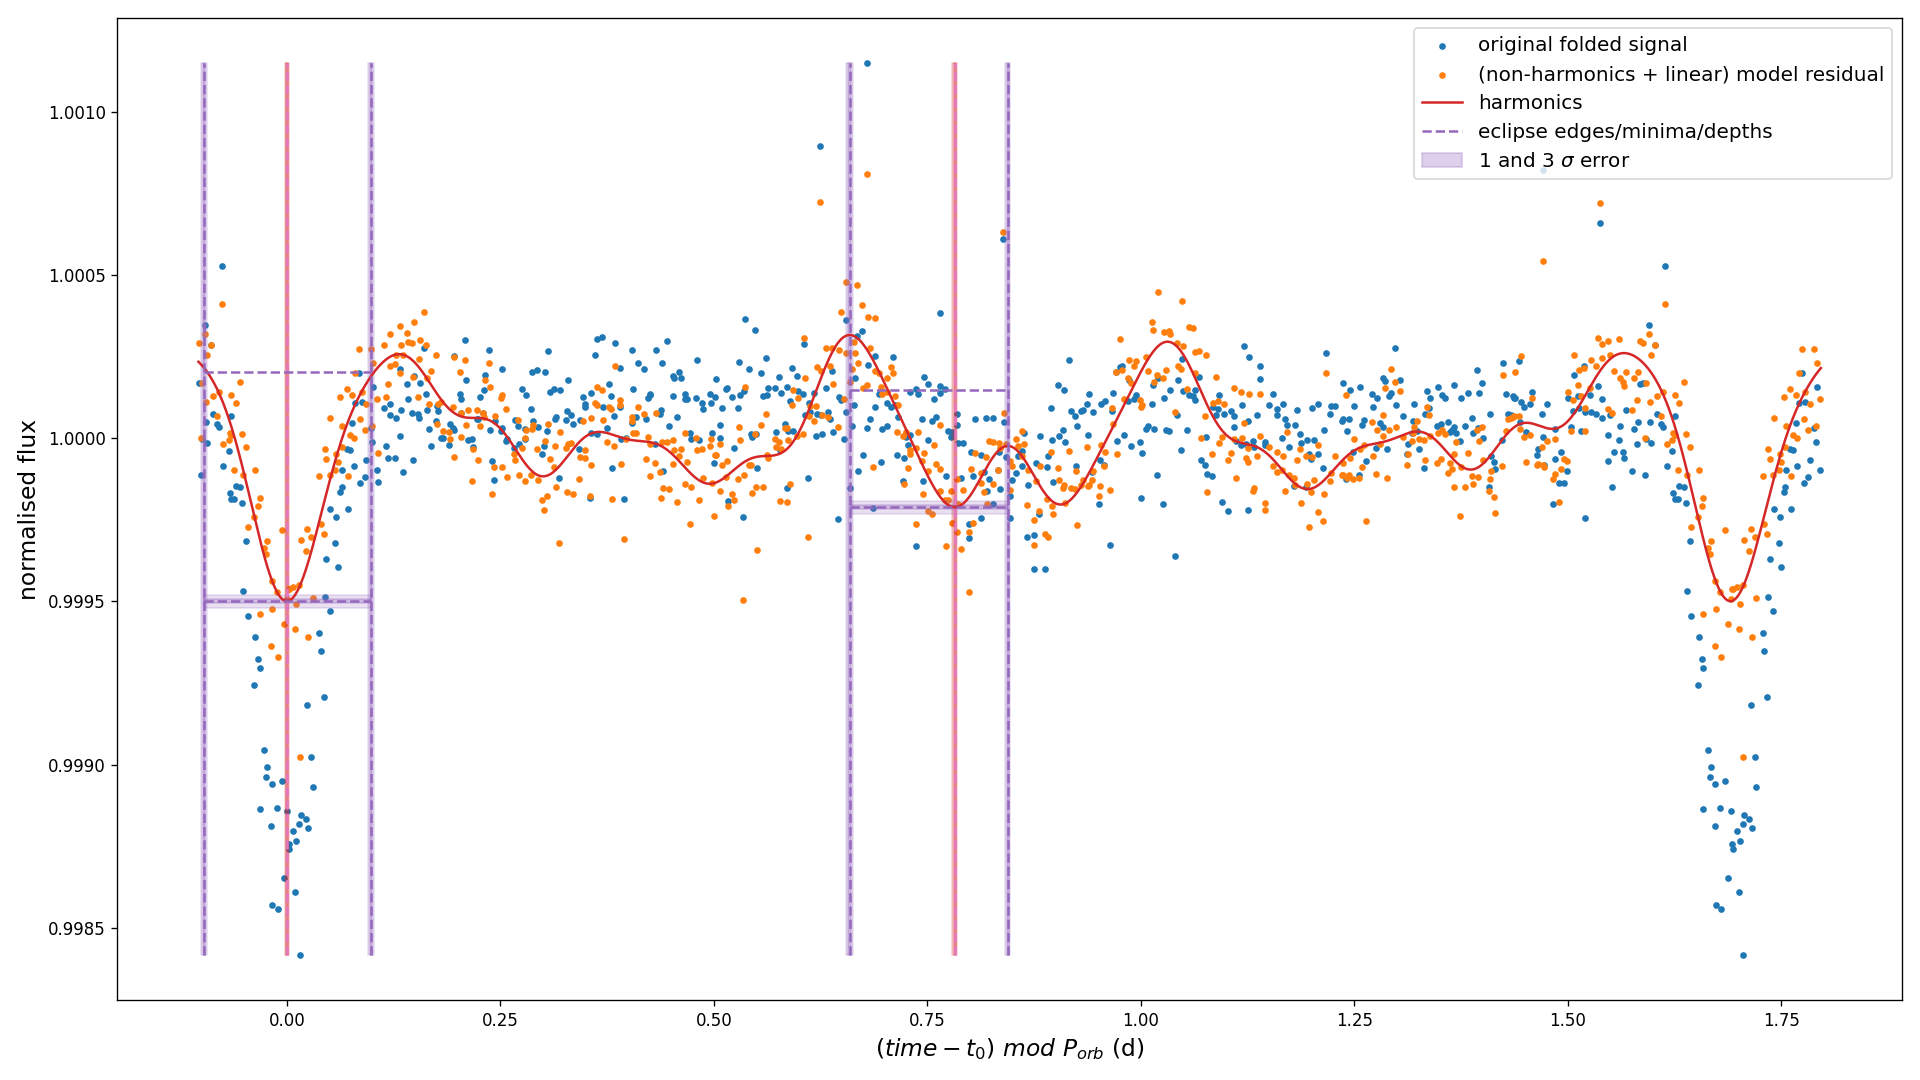 original folded signal
(non-harmonics + linear) model residual
harmonics
eclipse edges/minima/depths
1 and 3 σ error
normalised flux
1.0010
1.0005
1.0000
0.9995
0.9990
0.9985
0.00 0.25 0.50 0.75 1.00 1.25 1.50 1.75
(time − t₀) mod P_orb (d)